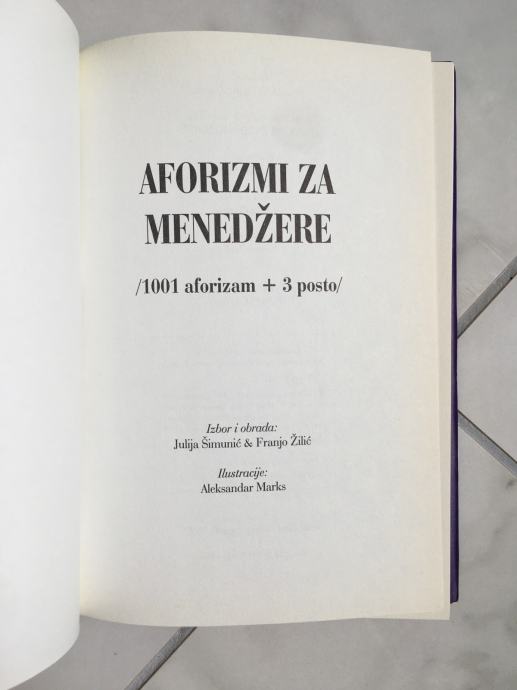 AFORIZMI ZA
MENEDŽERE
/1001 aforizam + 3 posto/
Izbor i obrada:
Julija Šimunić & Franjo Žilić
Ilustracije:
Aleksandar Marks